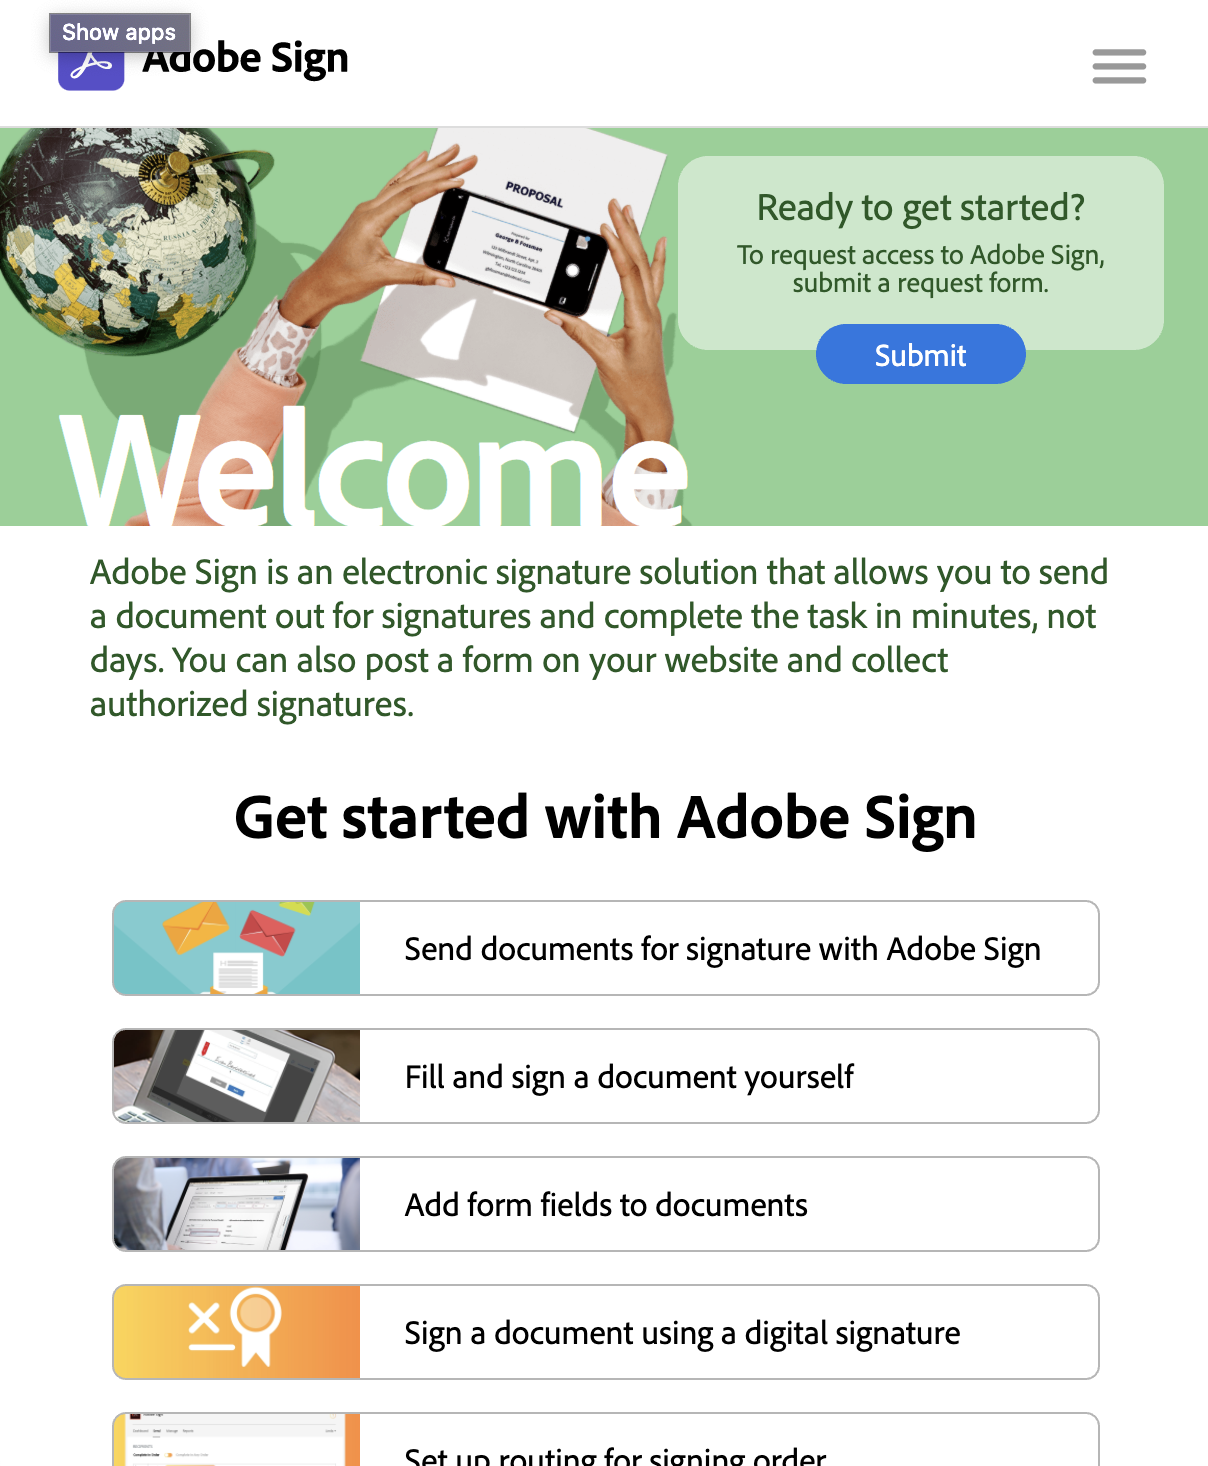 Show apps
Adobe Sign
PROPOSAL
Prepared for
George B Fossman
Ready to get started?
To request access to Adobe Sign,
submit a request form.
Submit
Welcome
Adobe Sign is an electronic signature solution that allows you to send
a document out for signatures and complete the task in minutes, not
days. You can also post a form on your website and collect
authorized signatures.
Get started with Adobe Sign
Send documents for signature with Adobe Sign
Fill and sign a document yourself
Add form fields to documents
Sign a document using a digital signature
Set up routing for signing order